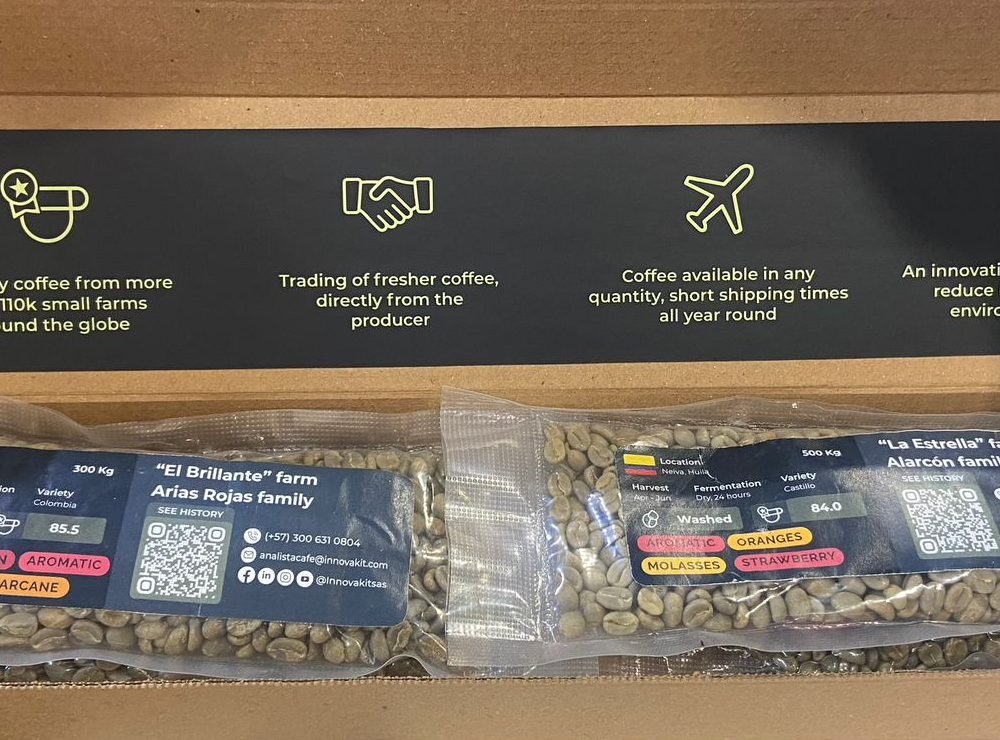 y coffee from more
110k small farms
und the globe
Trading of fresher coffee,
directly from the
producer
Coffee available in any
quantity, short shipping times
all year round
An innovati
reduce
enviro
300 Kg
ion
Variety
Colombia
85.5
N
AROMATIC
ARCANE
"El Brillante" farm
Arias Rojas family
SEE HISTORY
(+57) 300 631 0804
analistacafe@innovakit.com
@Innovakitsas
Location
Neiva, Huila
500 Kg
Harvest
Apr - Jun
Fermentation
Dry, 24 hours
Variety
Castillo
Washed
84.0
AROMATIC
ORANGES
MOLASSES
STRAWBERRY
"La Estrella" fa
Alarcón famil
SEE HISTORY